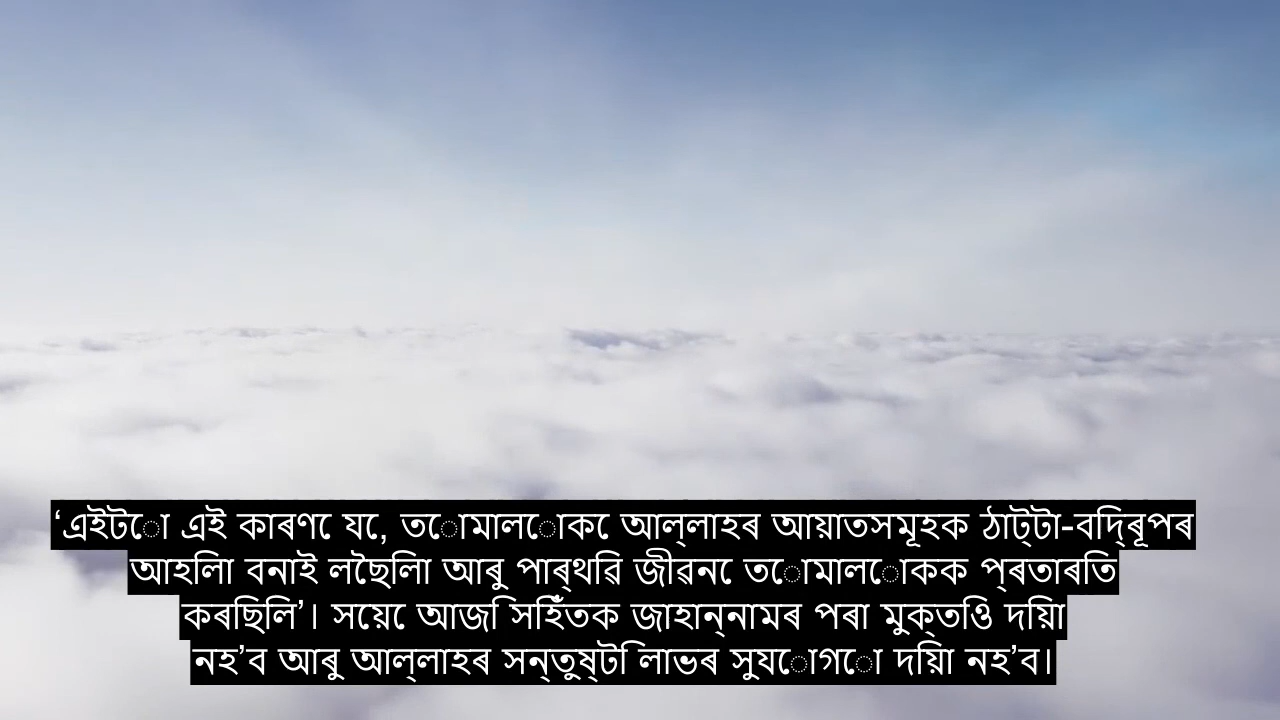 ‘এইটো এই কাৰণে যে, তোমালোকে আল্লাহৰ আয়াতসমূহক ঠাট্টা-বিদ্ৰূপৰ
আহিলা বনাই লৈছিলা আৰু পাৰ্থিৱ জীৱনে তোমালোকক প্ৰতাৰিত
কৰিছিল’। সেয়ে আজি সিহঁতক জাহান্নামৰ পৰা মুক্তিও দিয়া
নহ’ব আৰু আল্লাহৰ সন্তুষ্টি লাভৰ সুযোগো দিয়া নহ’ব।